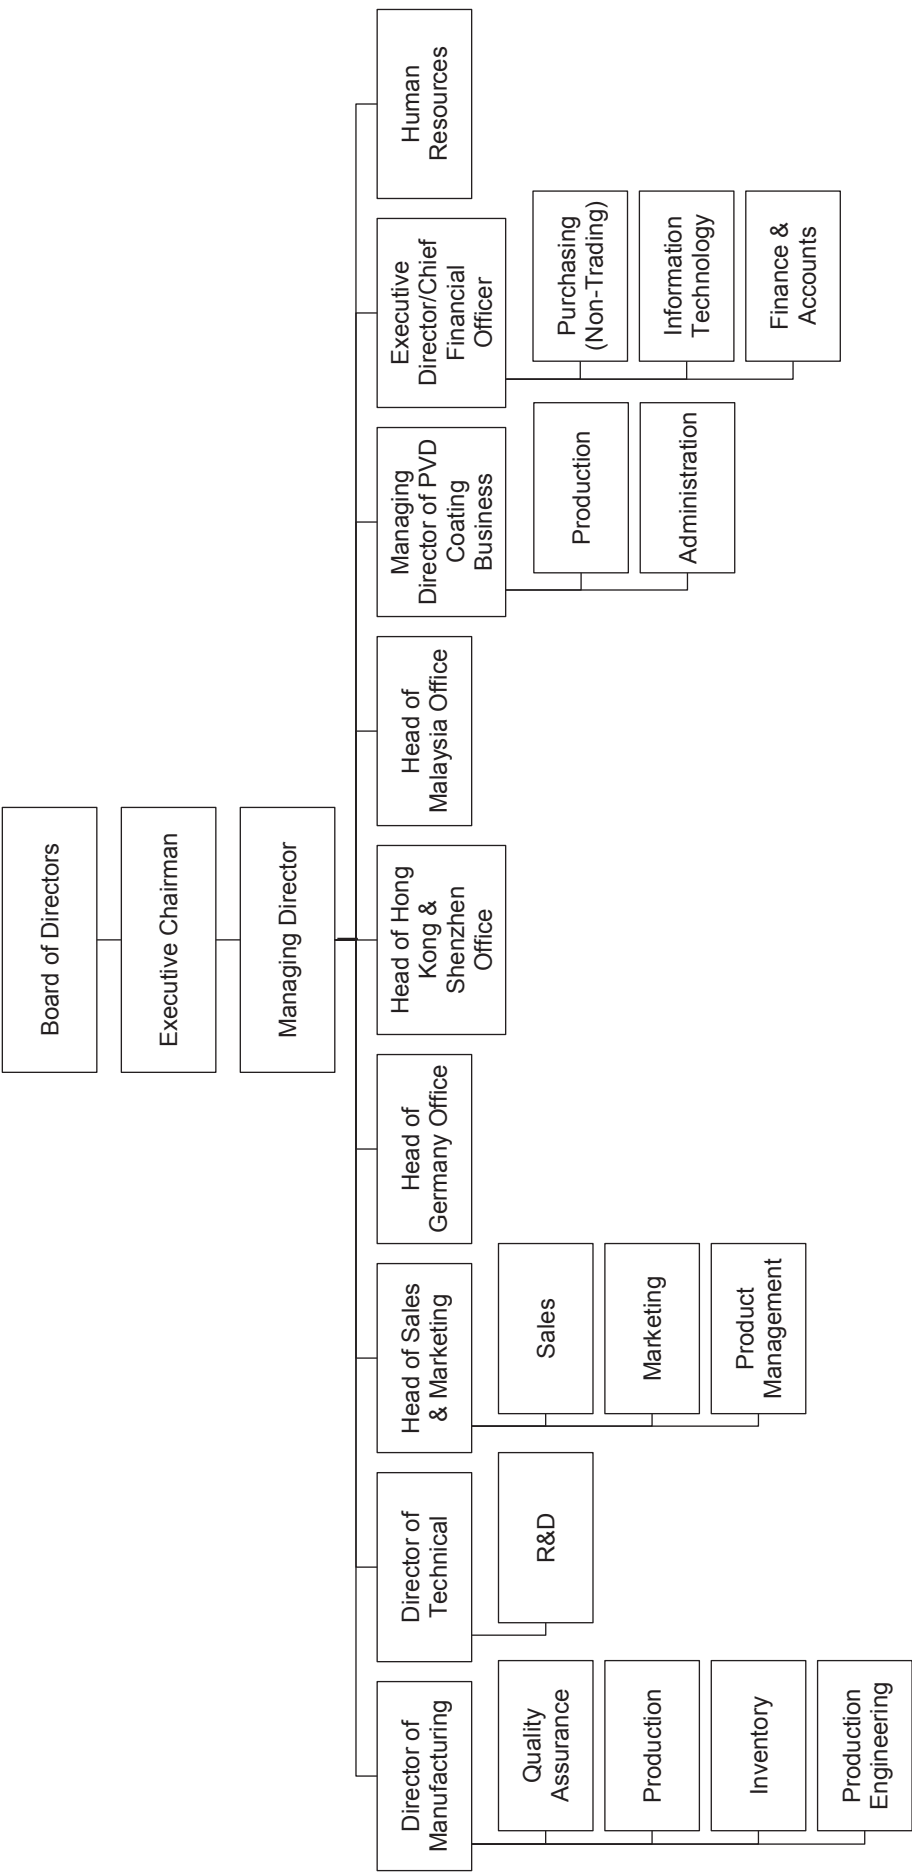 Board of Directors
Executive Chairman
Managing Director
Director of
Manufacturing
Quality
Assurance
Production
Inventory
Production
Engineering
Director of
Technical
R&D
Head of Sales
& Marketing
Sales
Marketing
Product
Management
Head of
Germany Office
Head of Hong
Kong &
Shenzhen
Office
Head of
Malaysia Office
Managing
Director of PVD
Coating
Business
Production
Administration
Executive
Director/Chief
Financial
Officer
Purchasing
(Non-Trading)
Information
Technology
Finance &
Accounts
Human
Resources